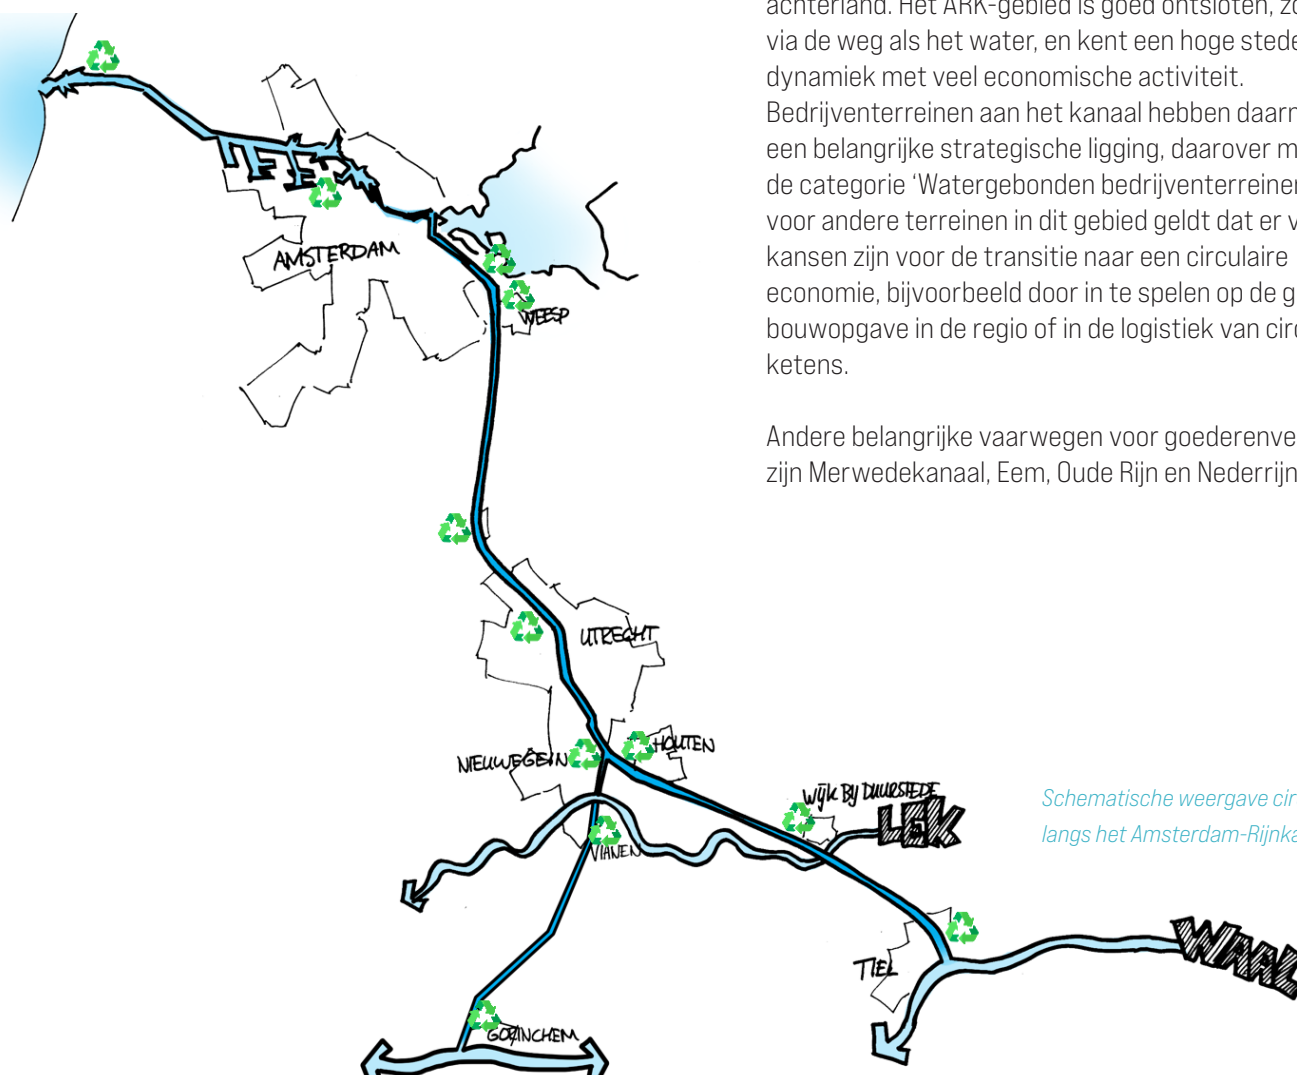 achterland. Het ARK-gebied is goed ontsloten, zo
via de weg als het water, en kent een hoge stede
dynamiek met veel economische activiteit.
Bedrijventerreinen aan het kanaal hebben daarm
een belangrijke strategische ligging, daarover m
de categorie ‘Watergebonden bedrijventerreinen
voor andere terreinen in dit gebied geldt dat er v
kansen zijn voor de transitie naar een circulaire
economie, bijvoorbeeld door in te spelen op de g
bouwopgave in de regio of in de logistiek van circ
ketens.
Andere belangrijke vaarwegen voor goederenve
zijn Merwedekanaal, Eem, Oude Rijn en Nederrijn
AMSTERDAM
WEESP
UTRECHT
NIEUWEGEIN
HOUTEN
WIJK BIJ DUURSTEDE
LEK
VIANEN
Schematische weergave cir
langs het Amsterdam-Rijnka
TIEL
WAAL
GORINCHEM